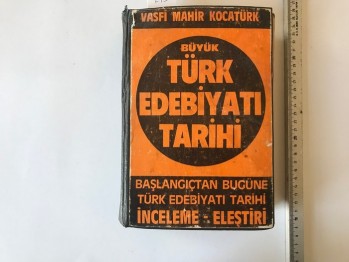 VASFİ MAHİR KOCATÜRK
BÜYÜK
TÜRK
EDEBİYATI
TARİHİ
BAŞLANGIÇTAN BUGÜNE
TÜRK EDEBİYATI TARİHİ
İNCELEME - ELEŞTİRİ